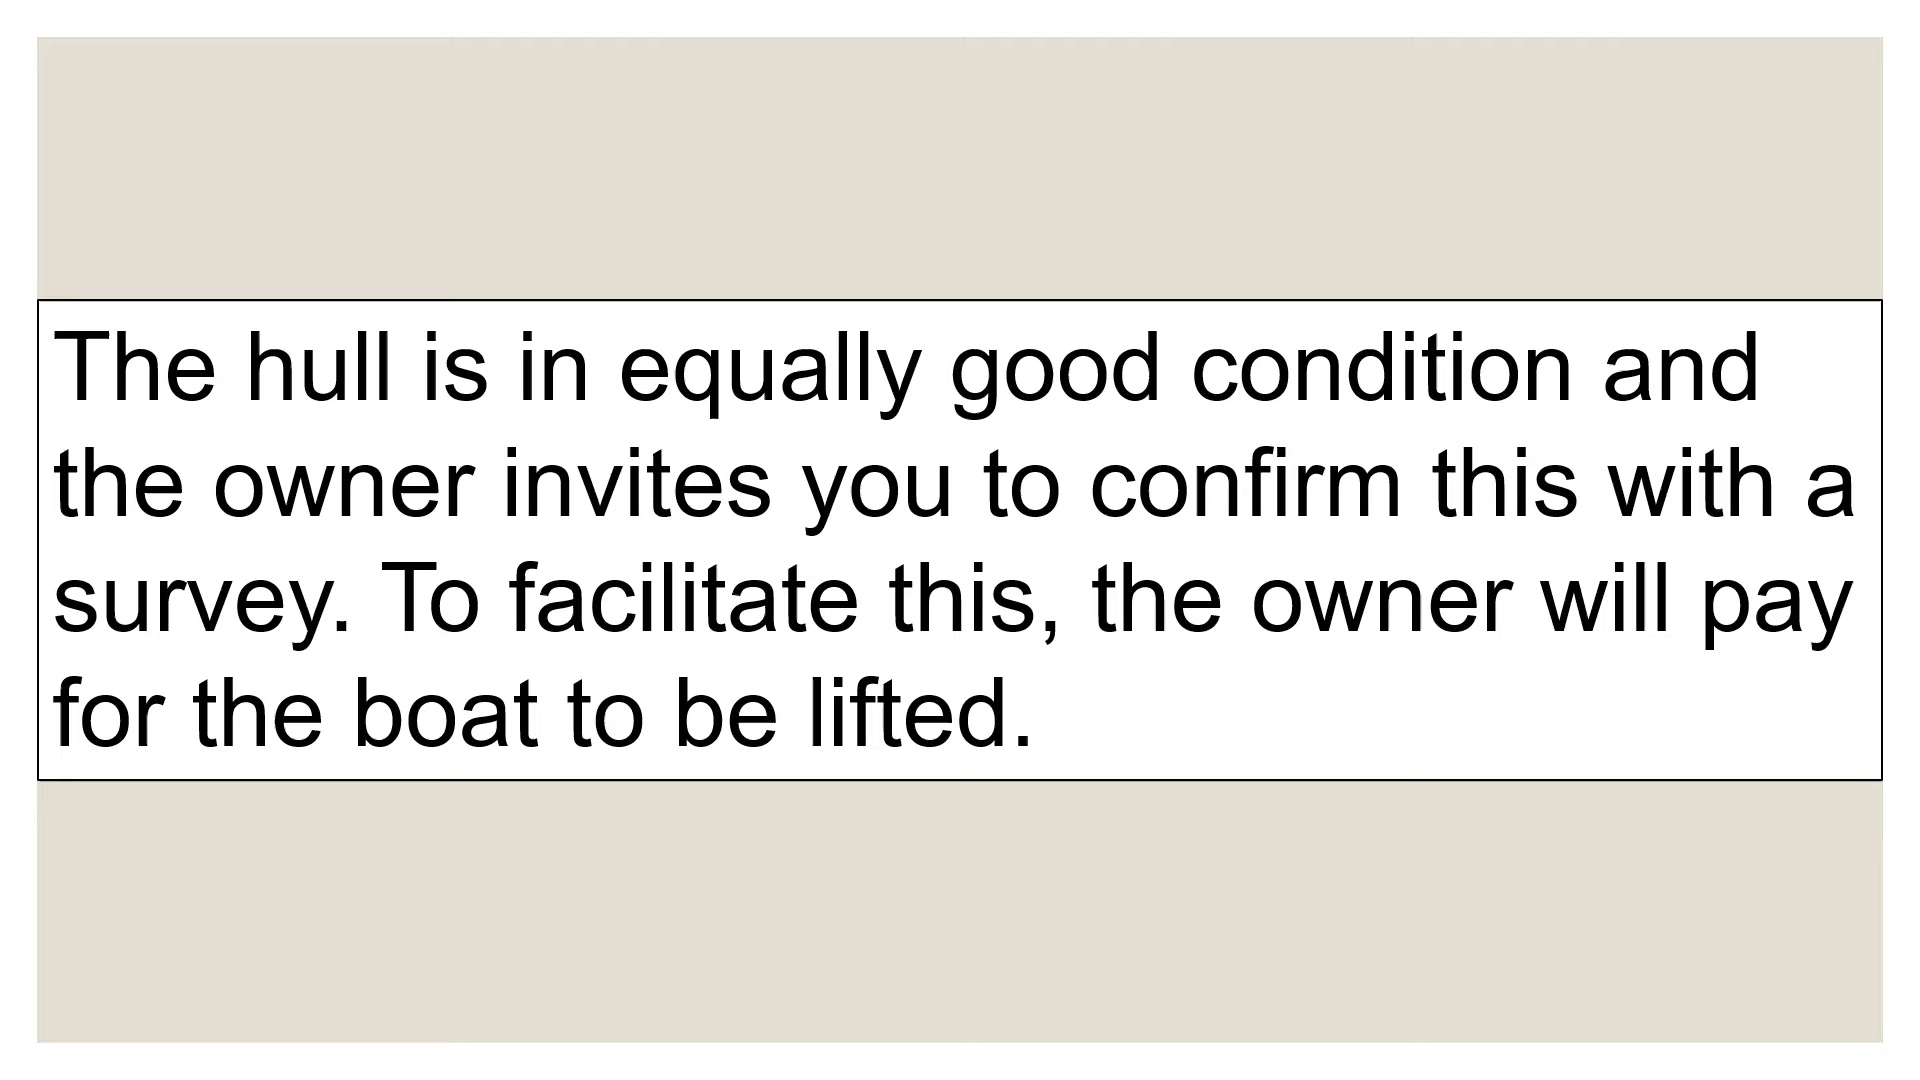 The hull is in equally good condition and
the owner invites you to confirm this with a
survey. To facilitate this, the owner will pay
for the boat to be lifted.